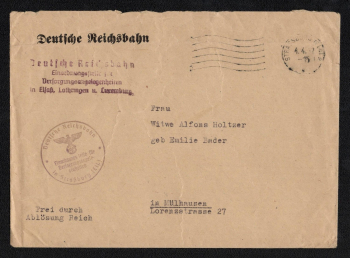 Deutsche Reichsbahn
Deutsche Reichsbahn
Versorgungsangelegenheiten
in Elsaß, Lothringen u. Luxemburg
Frau
Witwe Alfons Holtzer
geb Emilie Bader
in Mülhausen
Lorenzstrasse 27
Frei durch
Ablösung Reich